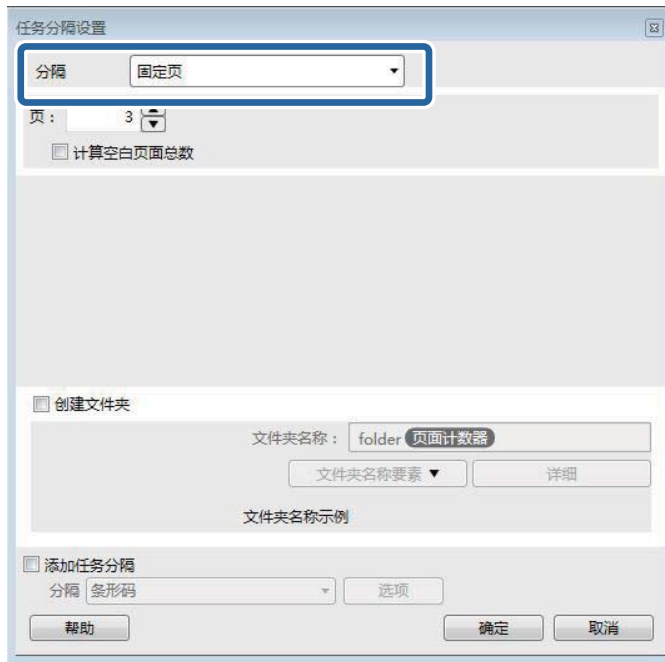 任务分隔设置
分隔 固定页
页： 3
计算空白页面总数
创建文件夹
文件夹名称： folder 页面计数器
文件夹名称要素 ▼ 详细
文件夹名称示例
添加任务分隔
分隔 条形码 选项
帮助 确定 取消